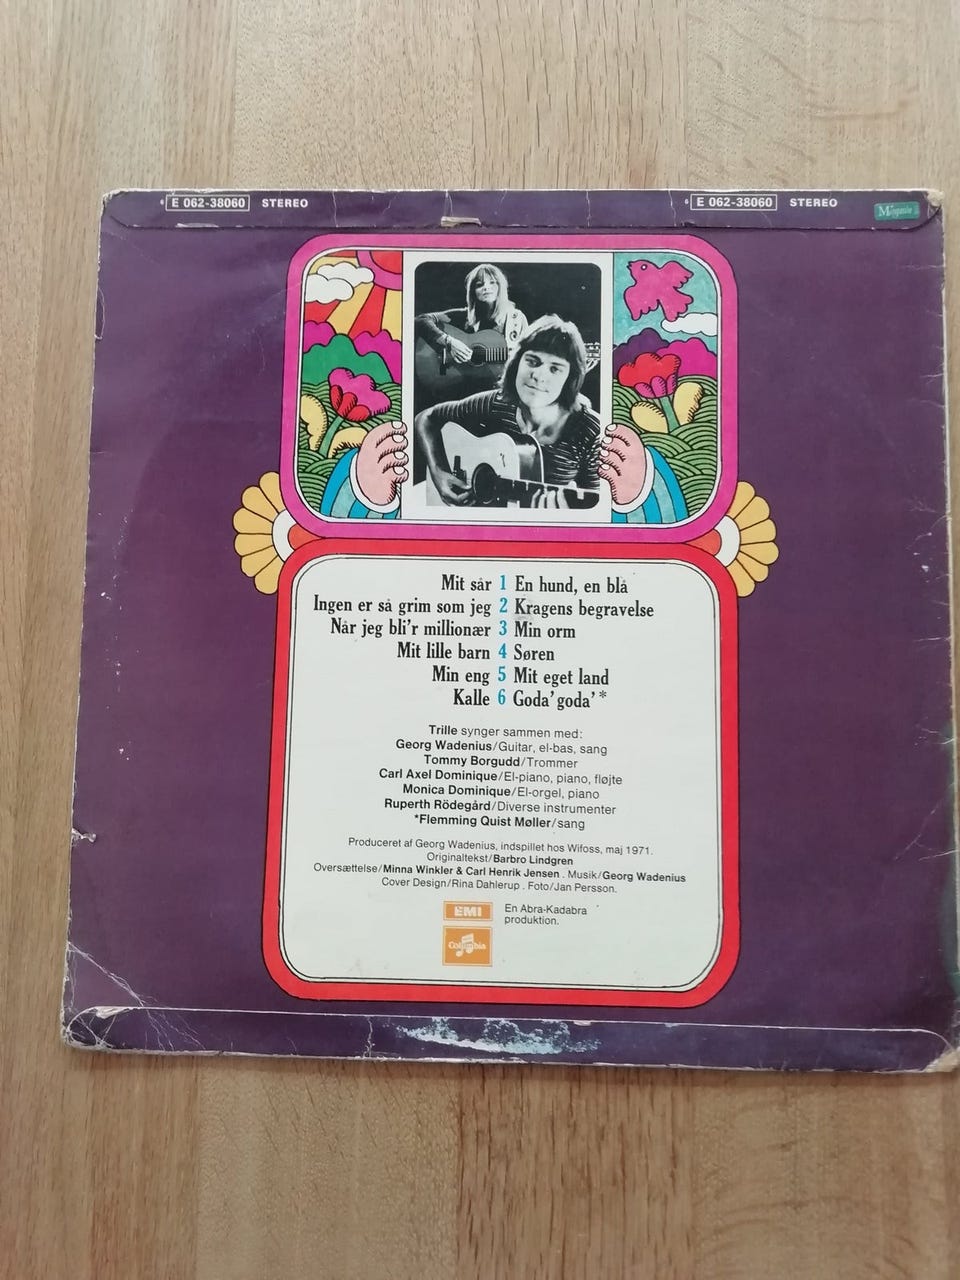 6 E 062-38060 STEREO 6 E 062-38060 STEREO
Mit sår 1 En hund, en blå
Ingen er så grim som jeg 2 Kragens begravelse
Når jeg bli'r millionær 3 Min orm
Mit lille barn 4 Søren
Min eng 5 Mit eget land
Kalle 6 Goda' goda'*
Trille synger sammen med:
Georg Wadenius/Guitar, el-bas, sang
Tommy Borgudd/Trommer
Carl Axel Dominique/El-piano, piano, fløjte
Monica Dominique/El-orgel, piano
Ruperth Rödegård/Diverse instrumenter
*Flemming Quist Møller/sang
Produceret af Georg Wadenius, indspillet hos Wifoss, maj 1971.
Originaltekst/Barbro Lindgren
Oversættelse/Minna Winkler & Carl Henrik Jensen . Musik/Georg Wadenius
Cover Design/Rina Dahlerup . Foto/Jan Persson.
EMI
En Abra-Kadabra
produktion.
Columbia